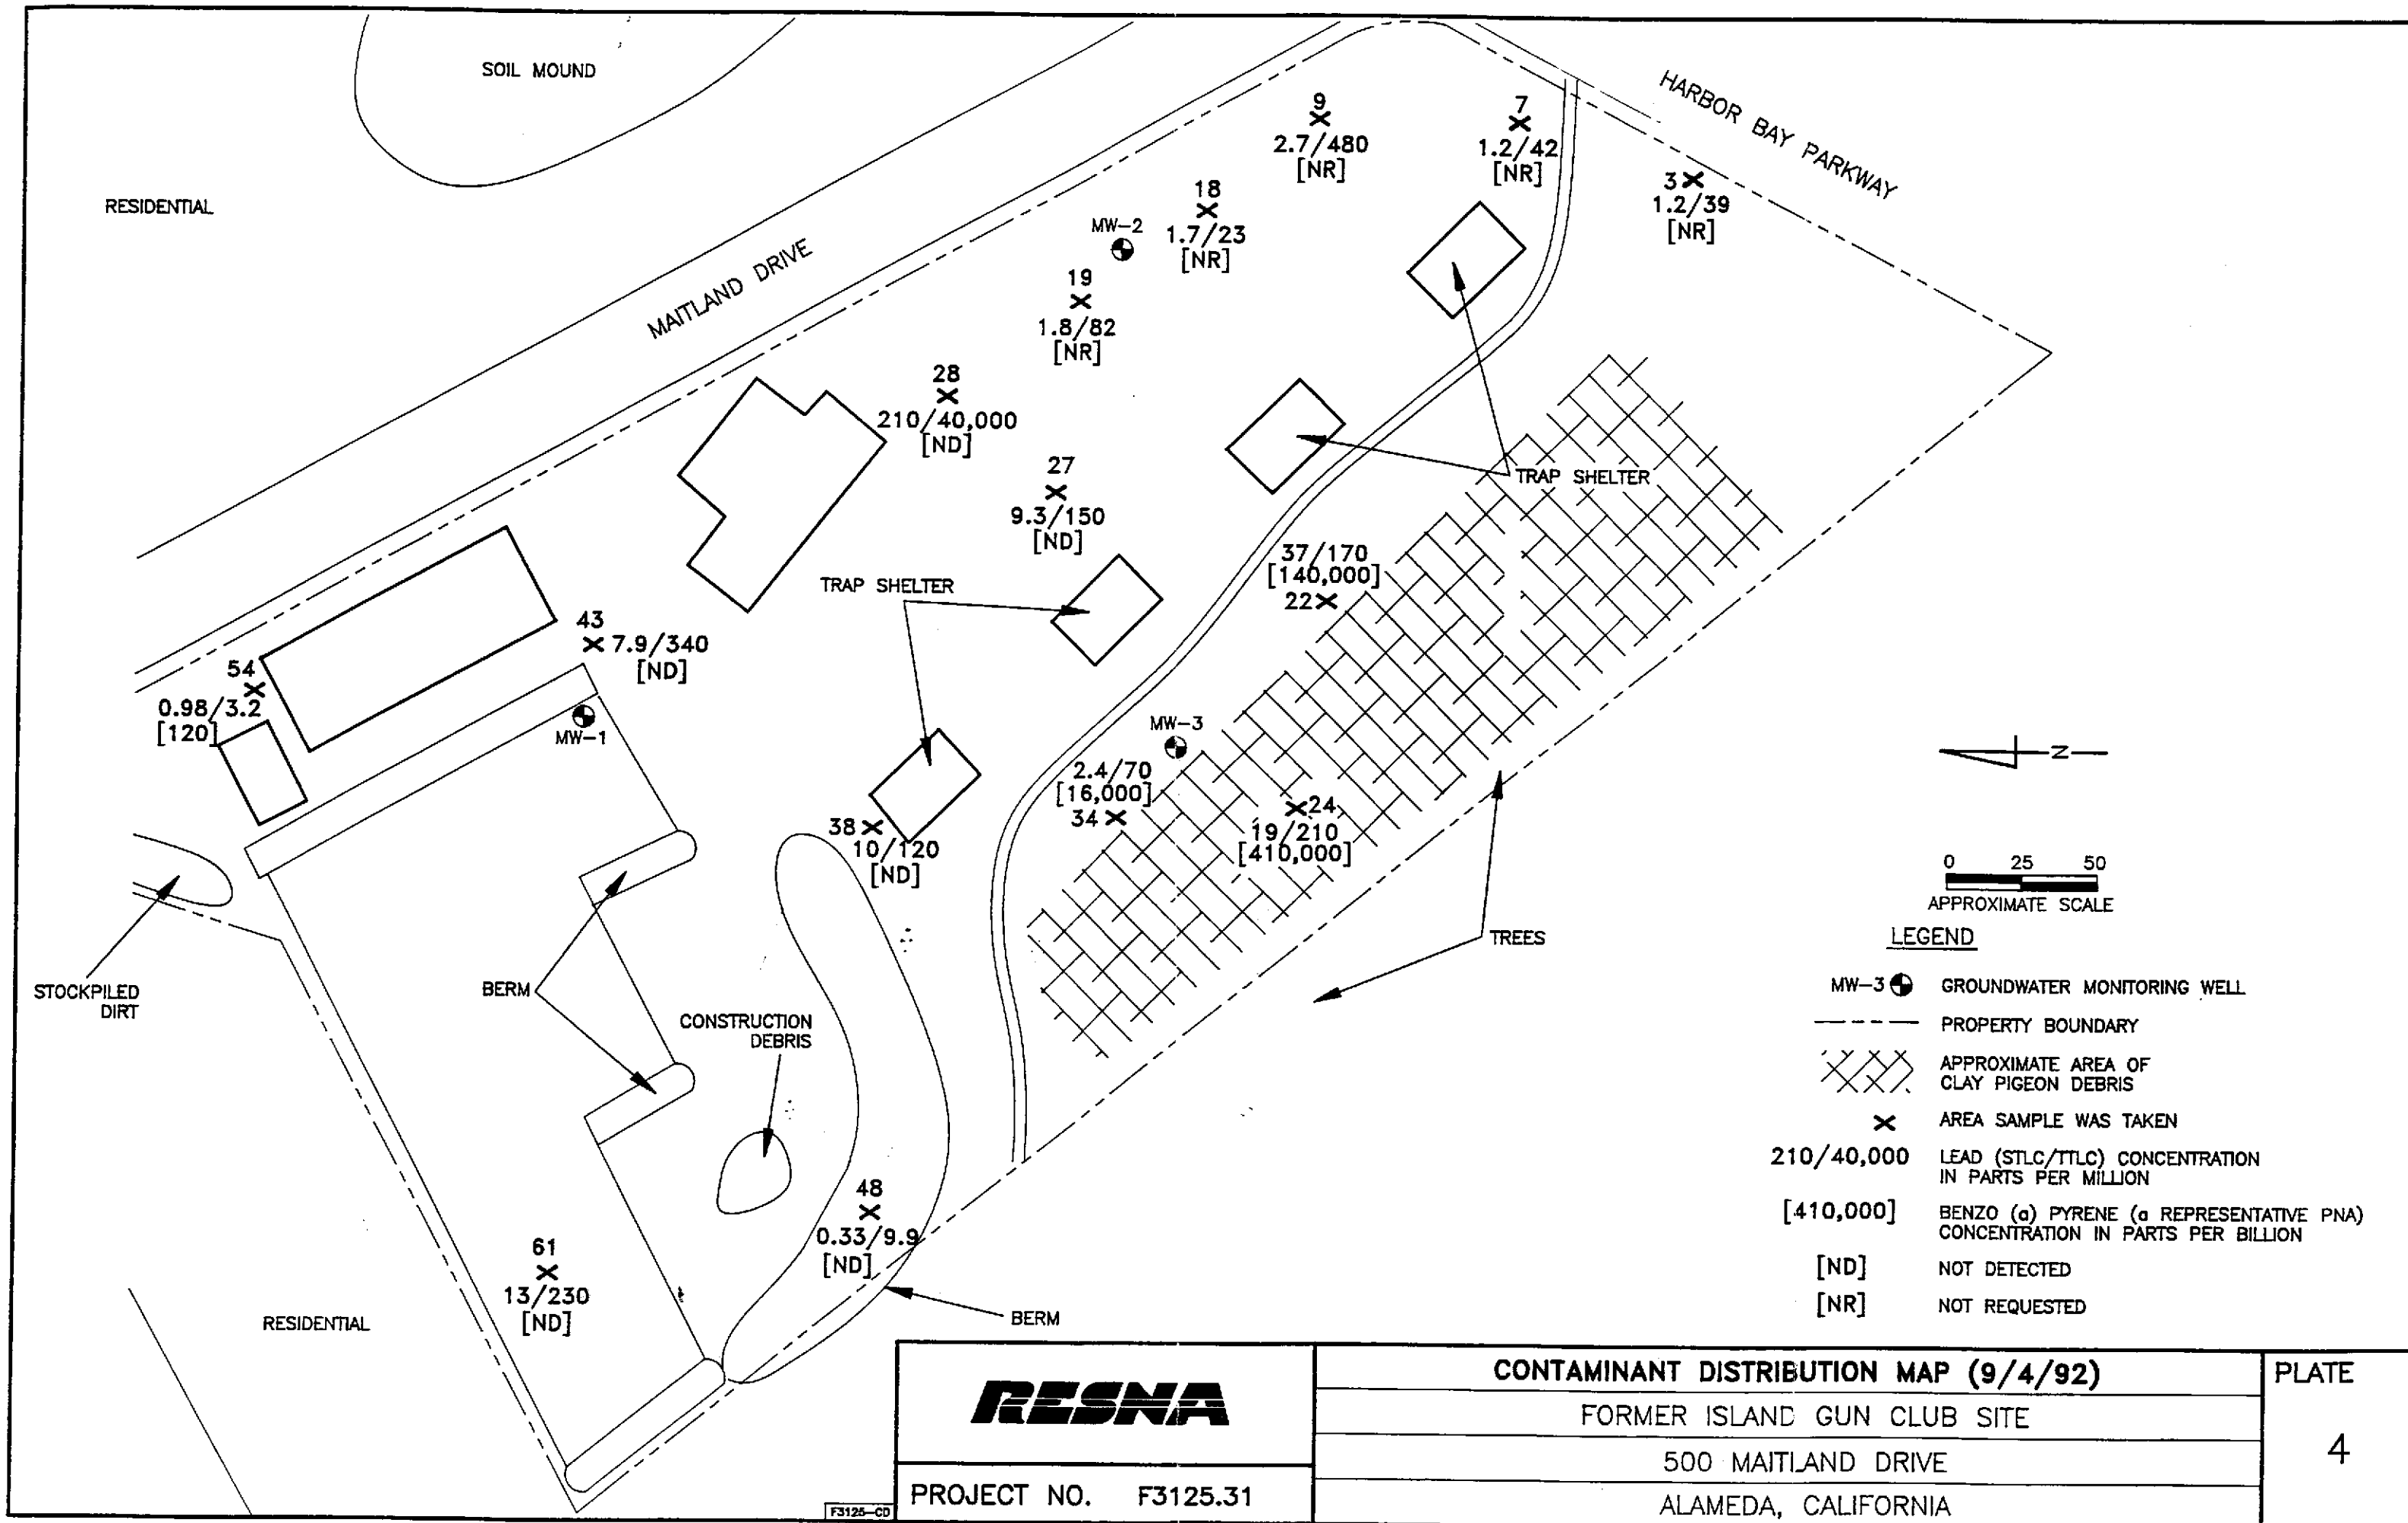 SOIL MOUND
RESIDENTIAL
MAITLAND DRIVE
HARBOR BAY PARKWAY
9
2.7/480
[NR]
7
1.2/42
[NR]
3
1.2/39
[NR]
18
1.7/23
[NR]
MW-2
19
1.8/82
[NR]
28
210/40,000
[ND]
27
9.3/150
[ND]
TRAP SHELTER
37/170
[140,000]
22
TRAP SHELTER
43
7.9/340
[ND]
54
0.98/3.2
[120]
MW-1
MW-3
2.4/70
[16,000]
34
24
19/210
[410,000]
38
10/120
[ND]
N
0 25 50
APPROXIMATE SCALE
TREES
STOCKPILED
DIRT
BERM
CONSTRUCTION
DEBRIS
48
0.33/9.9
[ND]
61
13/230
[ND]
RESIDENTIAL
BERM
LEGEND
MW-3 GROUNDWATER MONITORING WELL
PROPERTY BOUNDARY
APPROXIMATE AREA OF
CLAY PIGEON DEBRIS
AREA SAMPLE WAS TAKEN
210/40,000 LEAD (STLC/TTLC) CONCENTRATION
IN PARTS PER MILLION
[410,000] BENZO (a) PYRENE (a REPRESENTATIVE PNA)
CONCENTRATION IN PARTS PER BILLION
[ND] NOT DETECTED
[NR] NOT REQUESTED
F3125-CD
RESNA
PROJECT NO. F3125.31
CONTAMINANT DISTRIBUTION MAP (9/4/92)
FORMER ISLAND GUN CLUB SITE
500 MAITLAND DRIVE
ALAMEDA, CALIFORNIA
PLATE
4